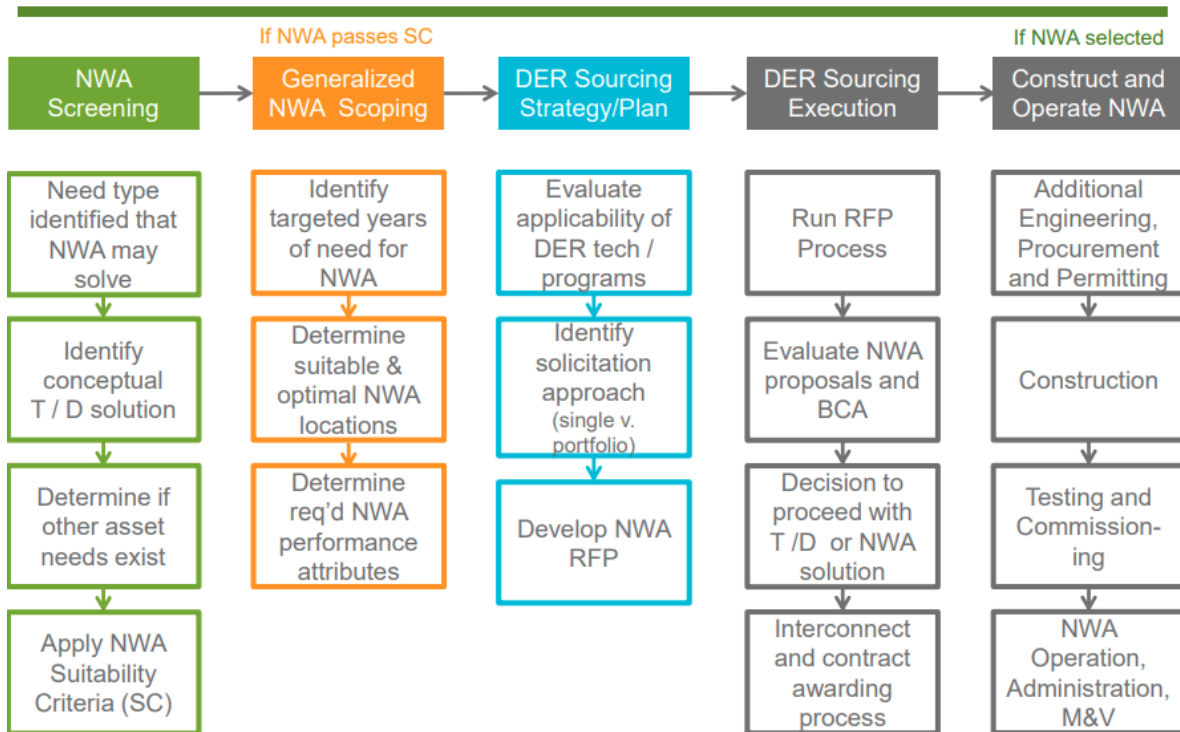 If NWA passes SC
If NWA selected
NWA
Screening
Generalized
NWA Scoping
DER Sourcing
Strategy/Plan
DER Sourcing
Execution
Construct and
Operate NWA
Need type
identified that
NWA may
solve
Identify
conceptual
T / D solution
Determine if
other asset
needs exist
Apply NWA
Suitability
Criteria (SC)
Identify
targeted years
of need for
NWA
Determine
suitable &
optimal NWA
locations
Determine
req'd NWA
performance
attributes
Evaluate
applicability of
DER tech /
programs
Identify
solicitation
approach
(single v.
portfolio)
Develop NWA
RFP
Run RFP
Process
Evaluate NWA
proposals and
BCA
Decision to
proceed with
T /D or NWA
solution
Interconnect
and contract
awarding
process
Additional
Engineering,
Procurement
and Permitting
Construction
Testing and
Commission-
ing
NWA
Operation,
Administration,
M&V